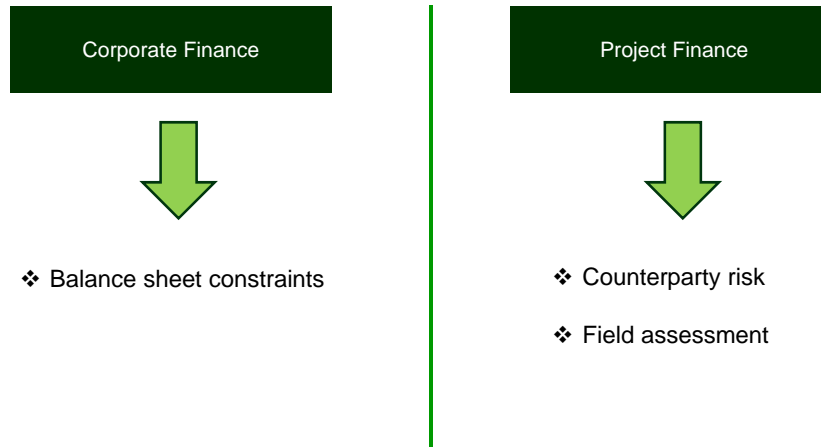 Corporate Finance
❖ Balance sheet constraints
Project Finance
❖ Counterparty risk
❖ Field assessment